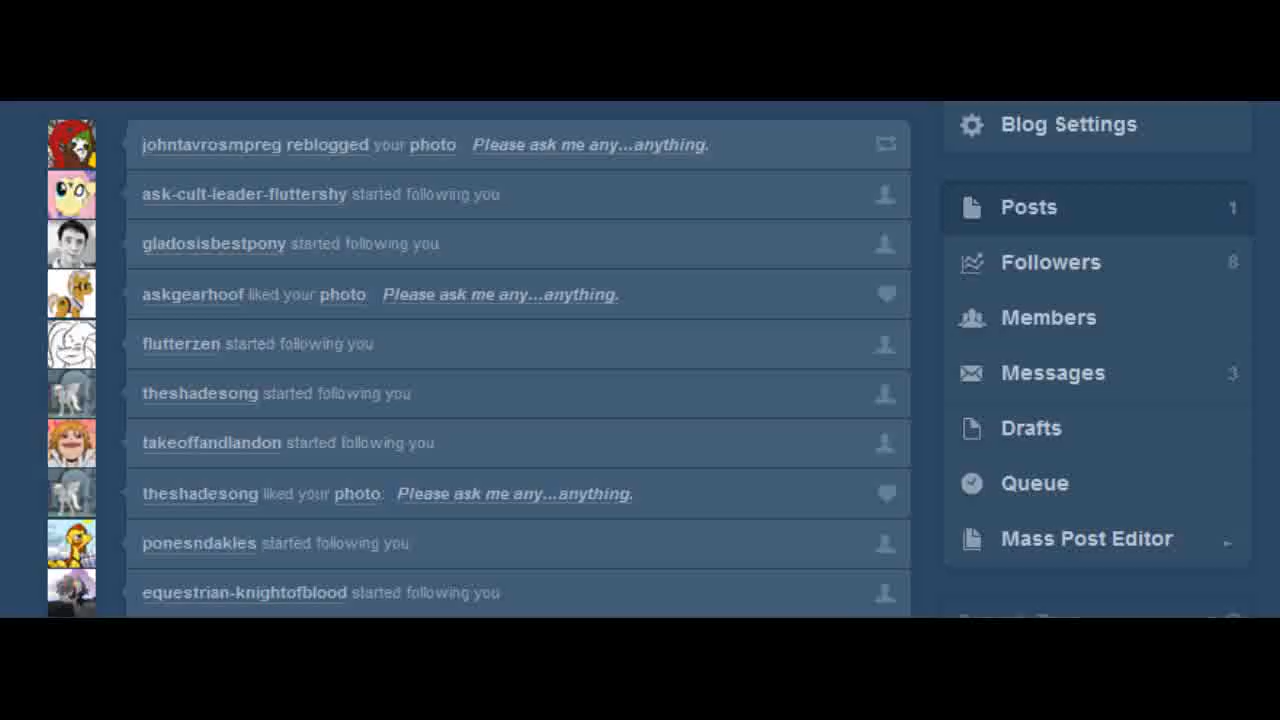 johntavrosmpreg reblogged your photo Please ask me any...anything.
ask-cult-leader-fluttershy started following you
gladosisbestpony started following you
askgearhoof liked your photo Please ask me any...anything.
flutterzen started following you
theshadesong started following you
takeoffandlandon started following you
theshadesong liked your photo: Please ask me any...anything.
ponesndakles started following you
equestrian-knightofblood started following you
Blog Settings
Posts 1
Followers 8
Members
Messages 3
Drafts
Queue
Mass Post Editor